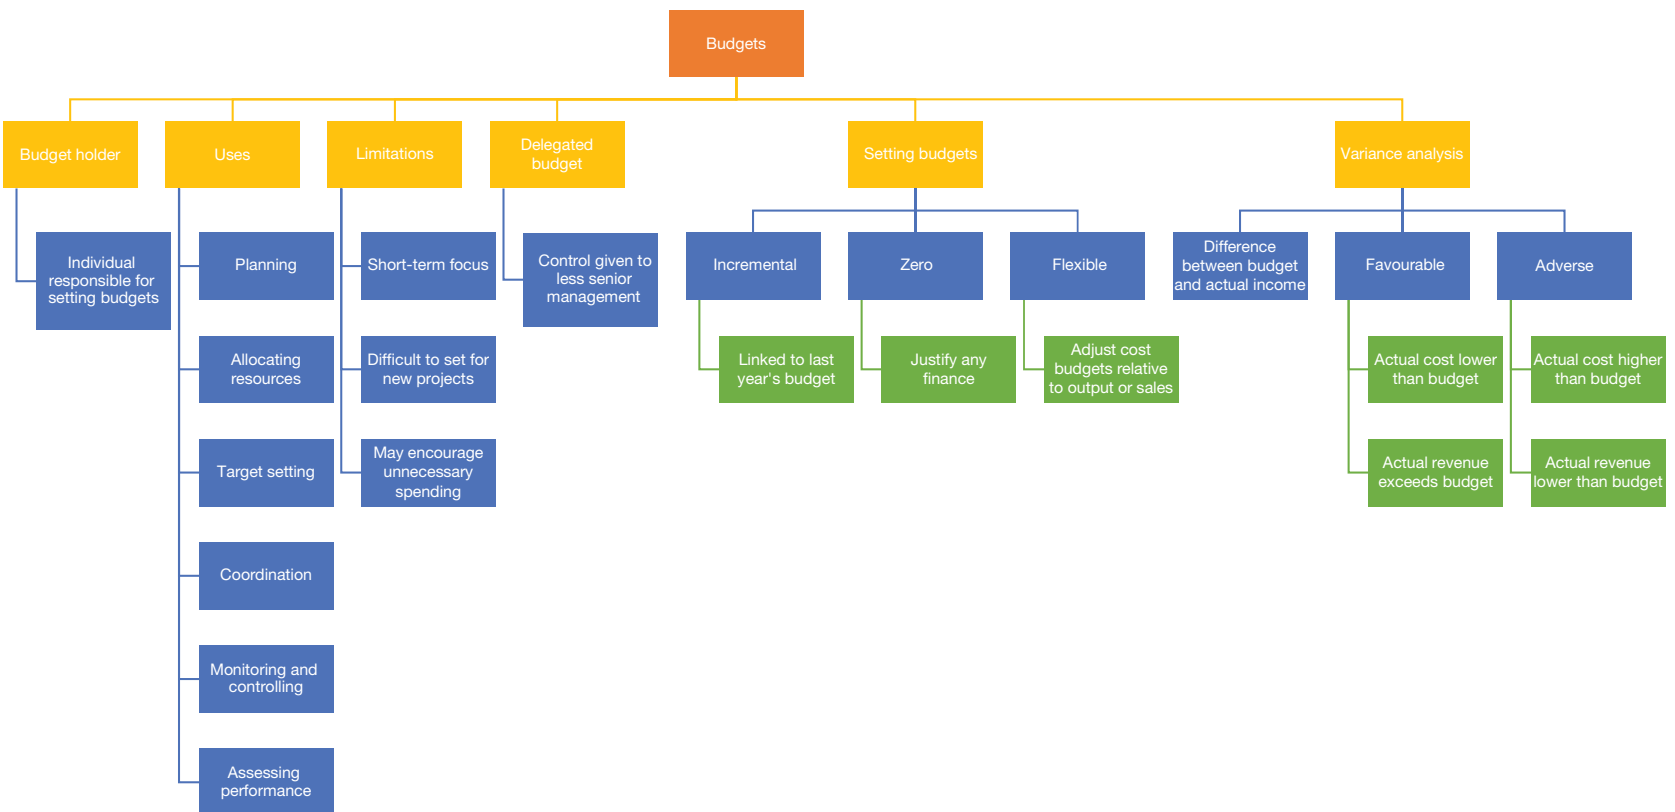 Budgets
Budget holder
Uses
Limitations
Delegated
budget
Setting budgets
Variance analysis
Individual
responsible for
setting budgets
Planning
Short-term focus
Control given to
less senior
management
Incremental
Zero
Flexible
Difference
between budget
and actual income
Favourable
Adverse
Allocating
resources
Difficult to set for
new projects
Linked to last
year's budget
Justify any
finance
Adjust cost
budgets relative
to output or sales
Actual cost lower
than budget
Actual cost higher
than budget
Target setting
May encourage
unnecessary
spending
Actual revenue
exceeds budget
Actual revenue
lower than budget
Coordination
Monitoring and
controlling
Assessing
performance